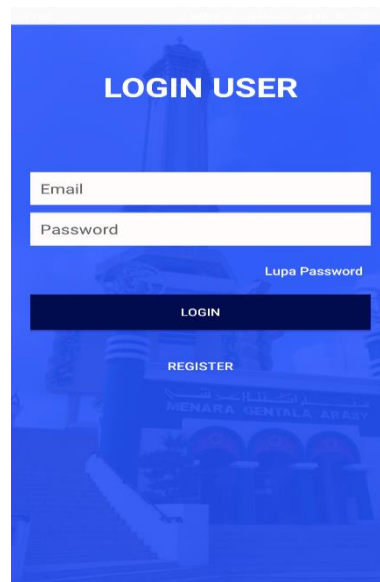 LOGIN USER
Email
Password
Lupa Password
LOGIN
REGISTER
MENARA GENTALA ARASY